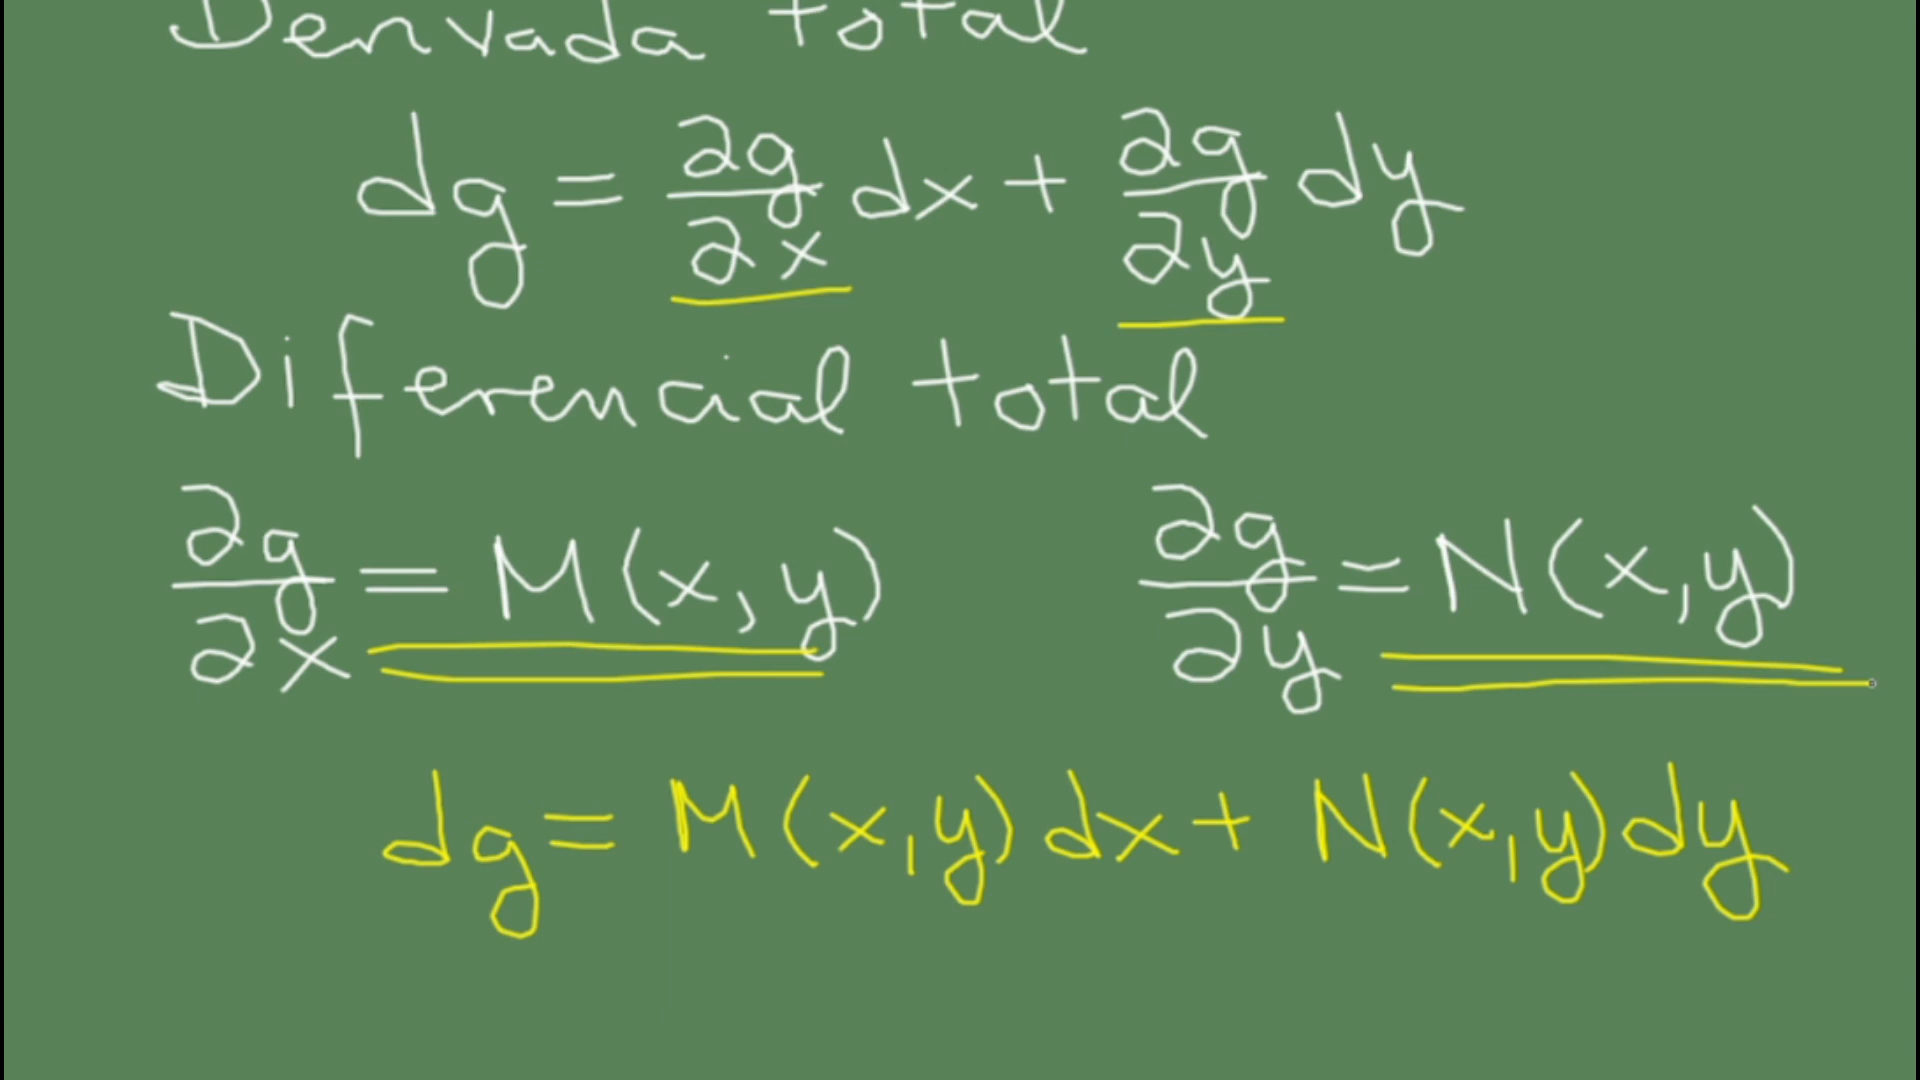 Derivada total
dg = ∂g/∂x dx + ∂g/∂y dy
Diferencial total
∂g/∂x = M(x,y) ∂g/∂y = N(x,y)
dg = M(x,y)dx + N(x,y)dy